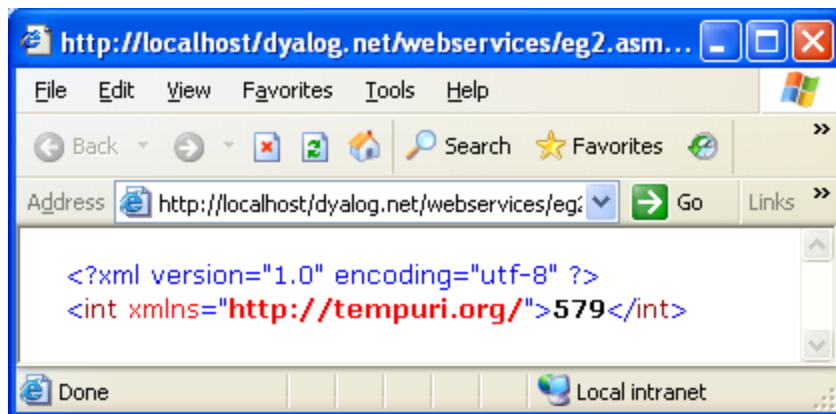 http://localhost/dyalog.net/webservices/eg2.asm...
File Edit View Favorites Tools Help
Back Search Favorites »
Address http://localhost/dyalog.net/webservices/eg2 Go Links »
<?xml version="1.0" encoding="utf-8" ?>
<int xmlns="http://tempuri.org/">579</int>
Done Local intranet